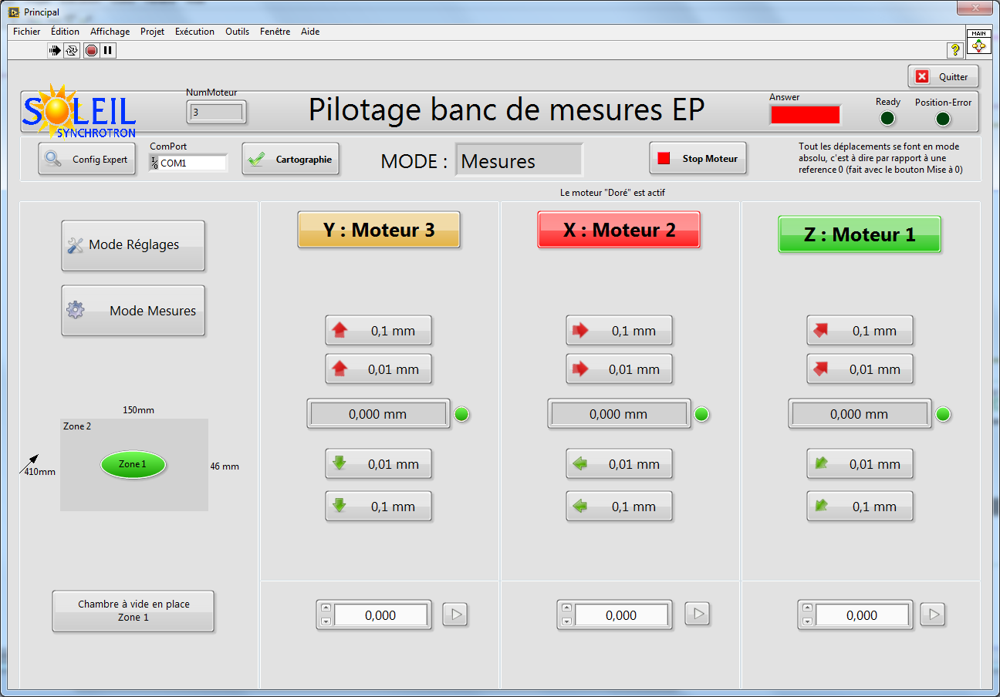 Principal
Fichier Édition Affichage Projet Exécution Outils Fenêtre Aide
MAIN
?
Quitter
SOLEIL
SYNCHROTRON
NumMoteur
3
Pilotage banc de mesures EP
Answer
Ready
Position-Error
Config Expert
ComPort
I/O COM1
Cartographie
MODE : Mesures
Stop Moteur
Tout les déplacements se font en mode
absolu, c'est à dire par rapport à une
reference 0 (fait avec le bouton Mise à 0)
Le moteur "Doré" est actif
Mode Réglages
Mode Mesures
150mm
Zone 2
Zone 1
410mm
46 mm
Chambre à vide en place
Zone 1
Y : Moteur 3
0,1 mm
0,01 mm
0,000 mm
0,01 mm
0,1 mm
0,000
X : Moteur 2
0,1 mm
0,01 mm
0,000 mm
0,01 mm
0,1 mm
0,000
Z : Moteur 1
0,1 mm
0,01 mm
0,000 mm
0,01 mm
0,1 mm
0,000